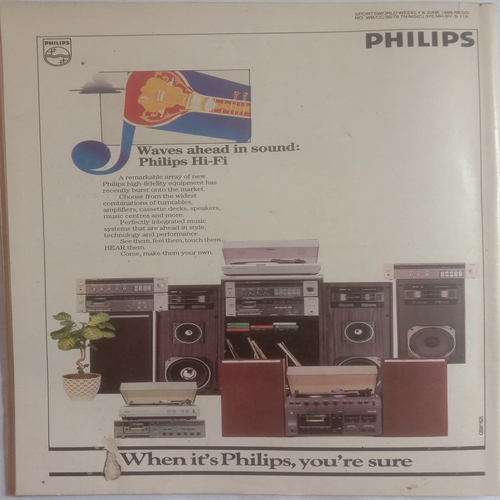 SPORTSWORLD WEEKLY
PHILIPS
PHILIPS
Waves ahead in sound:
Philips Hi-Fi
A remarkable array of new
Philips high-fidelity equipment has
recently burst onto the market.
Choose from the widest
combinations of turntables,
amplifiers, cassette decks, speakers,
music centres and more.
Perfectly integrated music
systems that are ahead in style,
technology and performance.
See them, feel them, touch them,
HEAR them.
Come, make them your own.
When it's Philips, you're sure